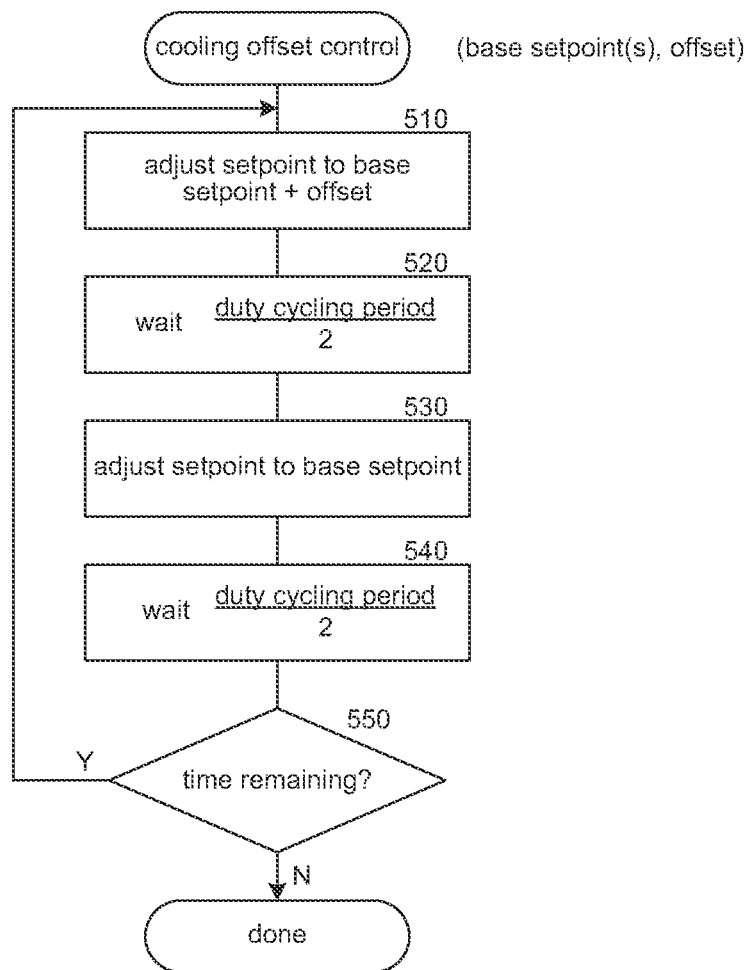 cooling offset control (base setpoint(s), offset)
510
adjust setpoint to base
setpoint + offset
520
wait duty cycling period
2
530
adjust setpoint to base setpoint
540
wait duty cycling period
2
550
Y
time remaining?
N
done